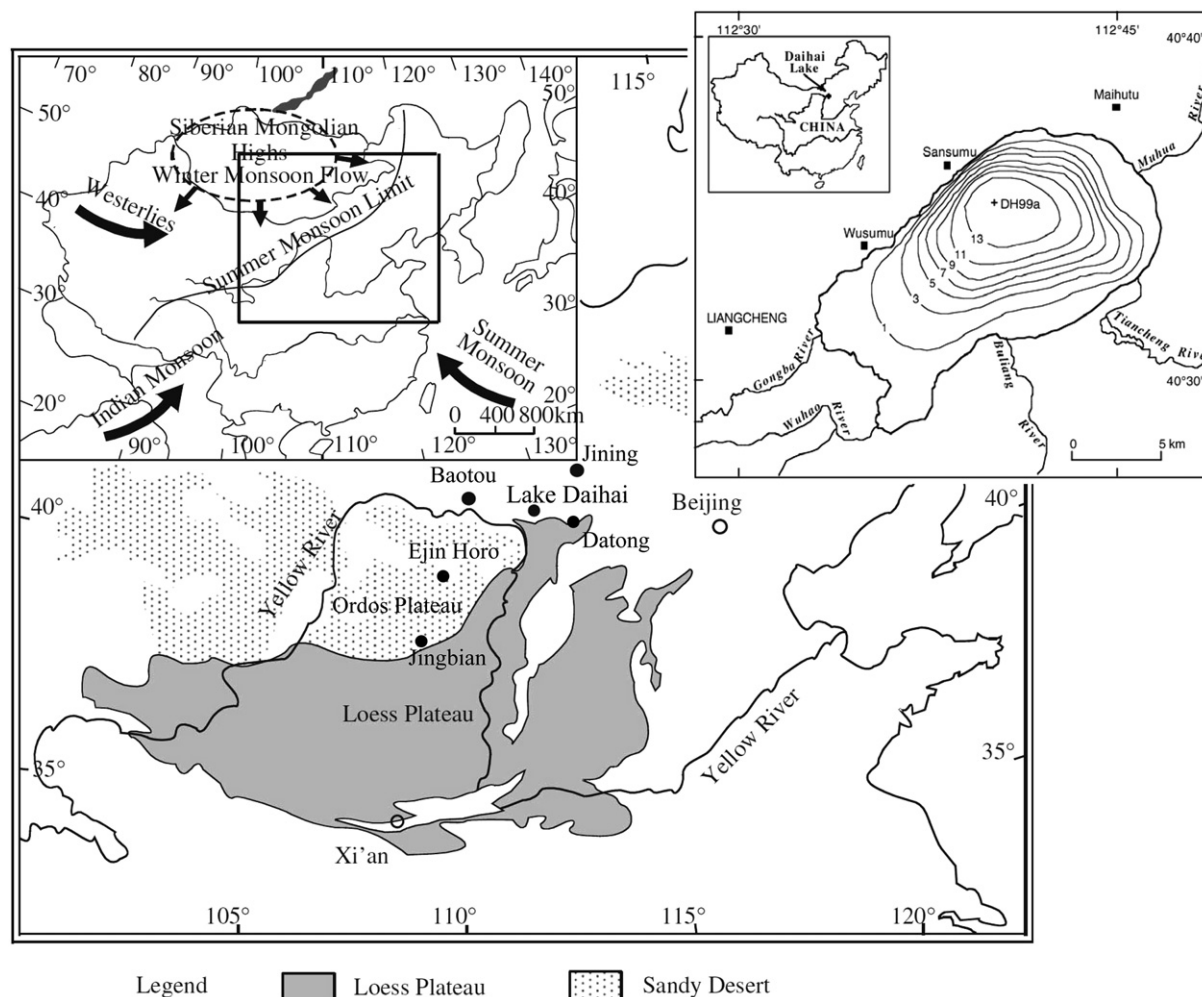 70°
80°
90°
100°
110°
120°
130°
140°
50°
40°
30°
20°
50°
40°
30°
20°
90°
100°
110°
120°
130°
Siberian Mongolian
Highs
Winter Monsoon Flow
Westerlies
Summer Monsoon Limit
Indian Monsoon
Summer
Monsoon
0 400 800km
115°
112°30'
112°45'
40°40'
40°30'
Daihai
Lake
CHINA
Maihutu
Muhua River
Sansumu
DH99a
Wusumu
13
11
9
7
5
3
1
LIANGCHENG
Gongba River
Wuhao River
Buliang River
Tiancheng River
0 5 km
Jining
Baotou
Lake Daihai
Beijing
40°
40°
Datong
Ejin Horo
Yellow River
Ordos Plateau
Jingbian
Loess Plateau
Yellow River
35°
35°
Xi’an
105°
110°
115°
120°
Legend
Loess Plateau
Sandy Desert